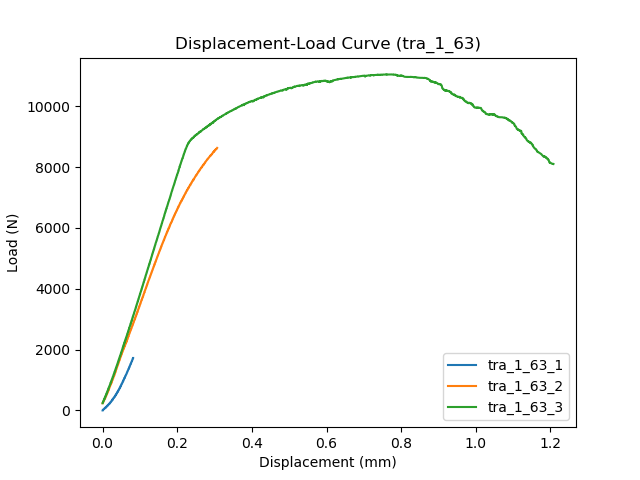 Displacement-Load Curve (tra_1_63)
10000
8000
6000
4000
2000
0
Load (N)
0.0 0.2 0.4 0.6 0.8 1.0 1.2
Displacement (mm)
tra_1_63_1
tra_1_63_2
tra_1_63_3